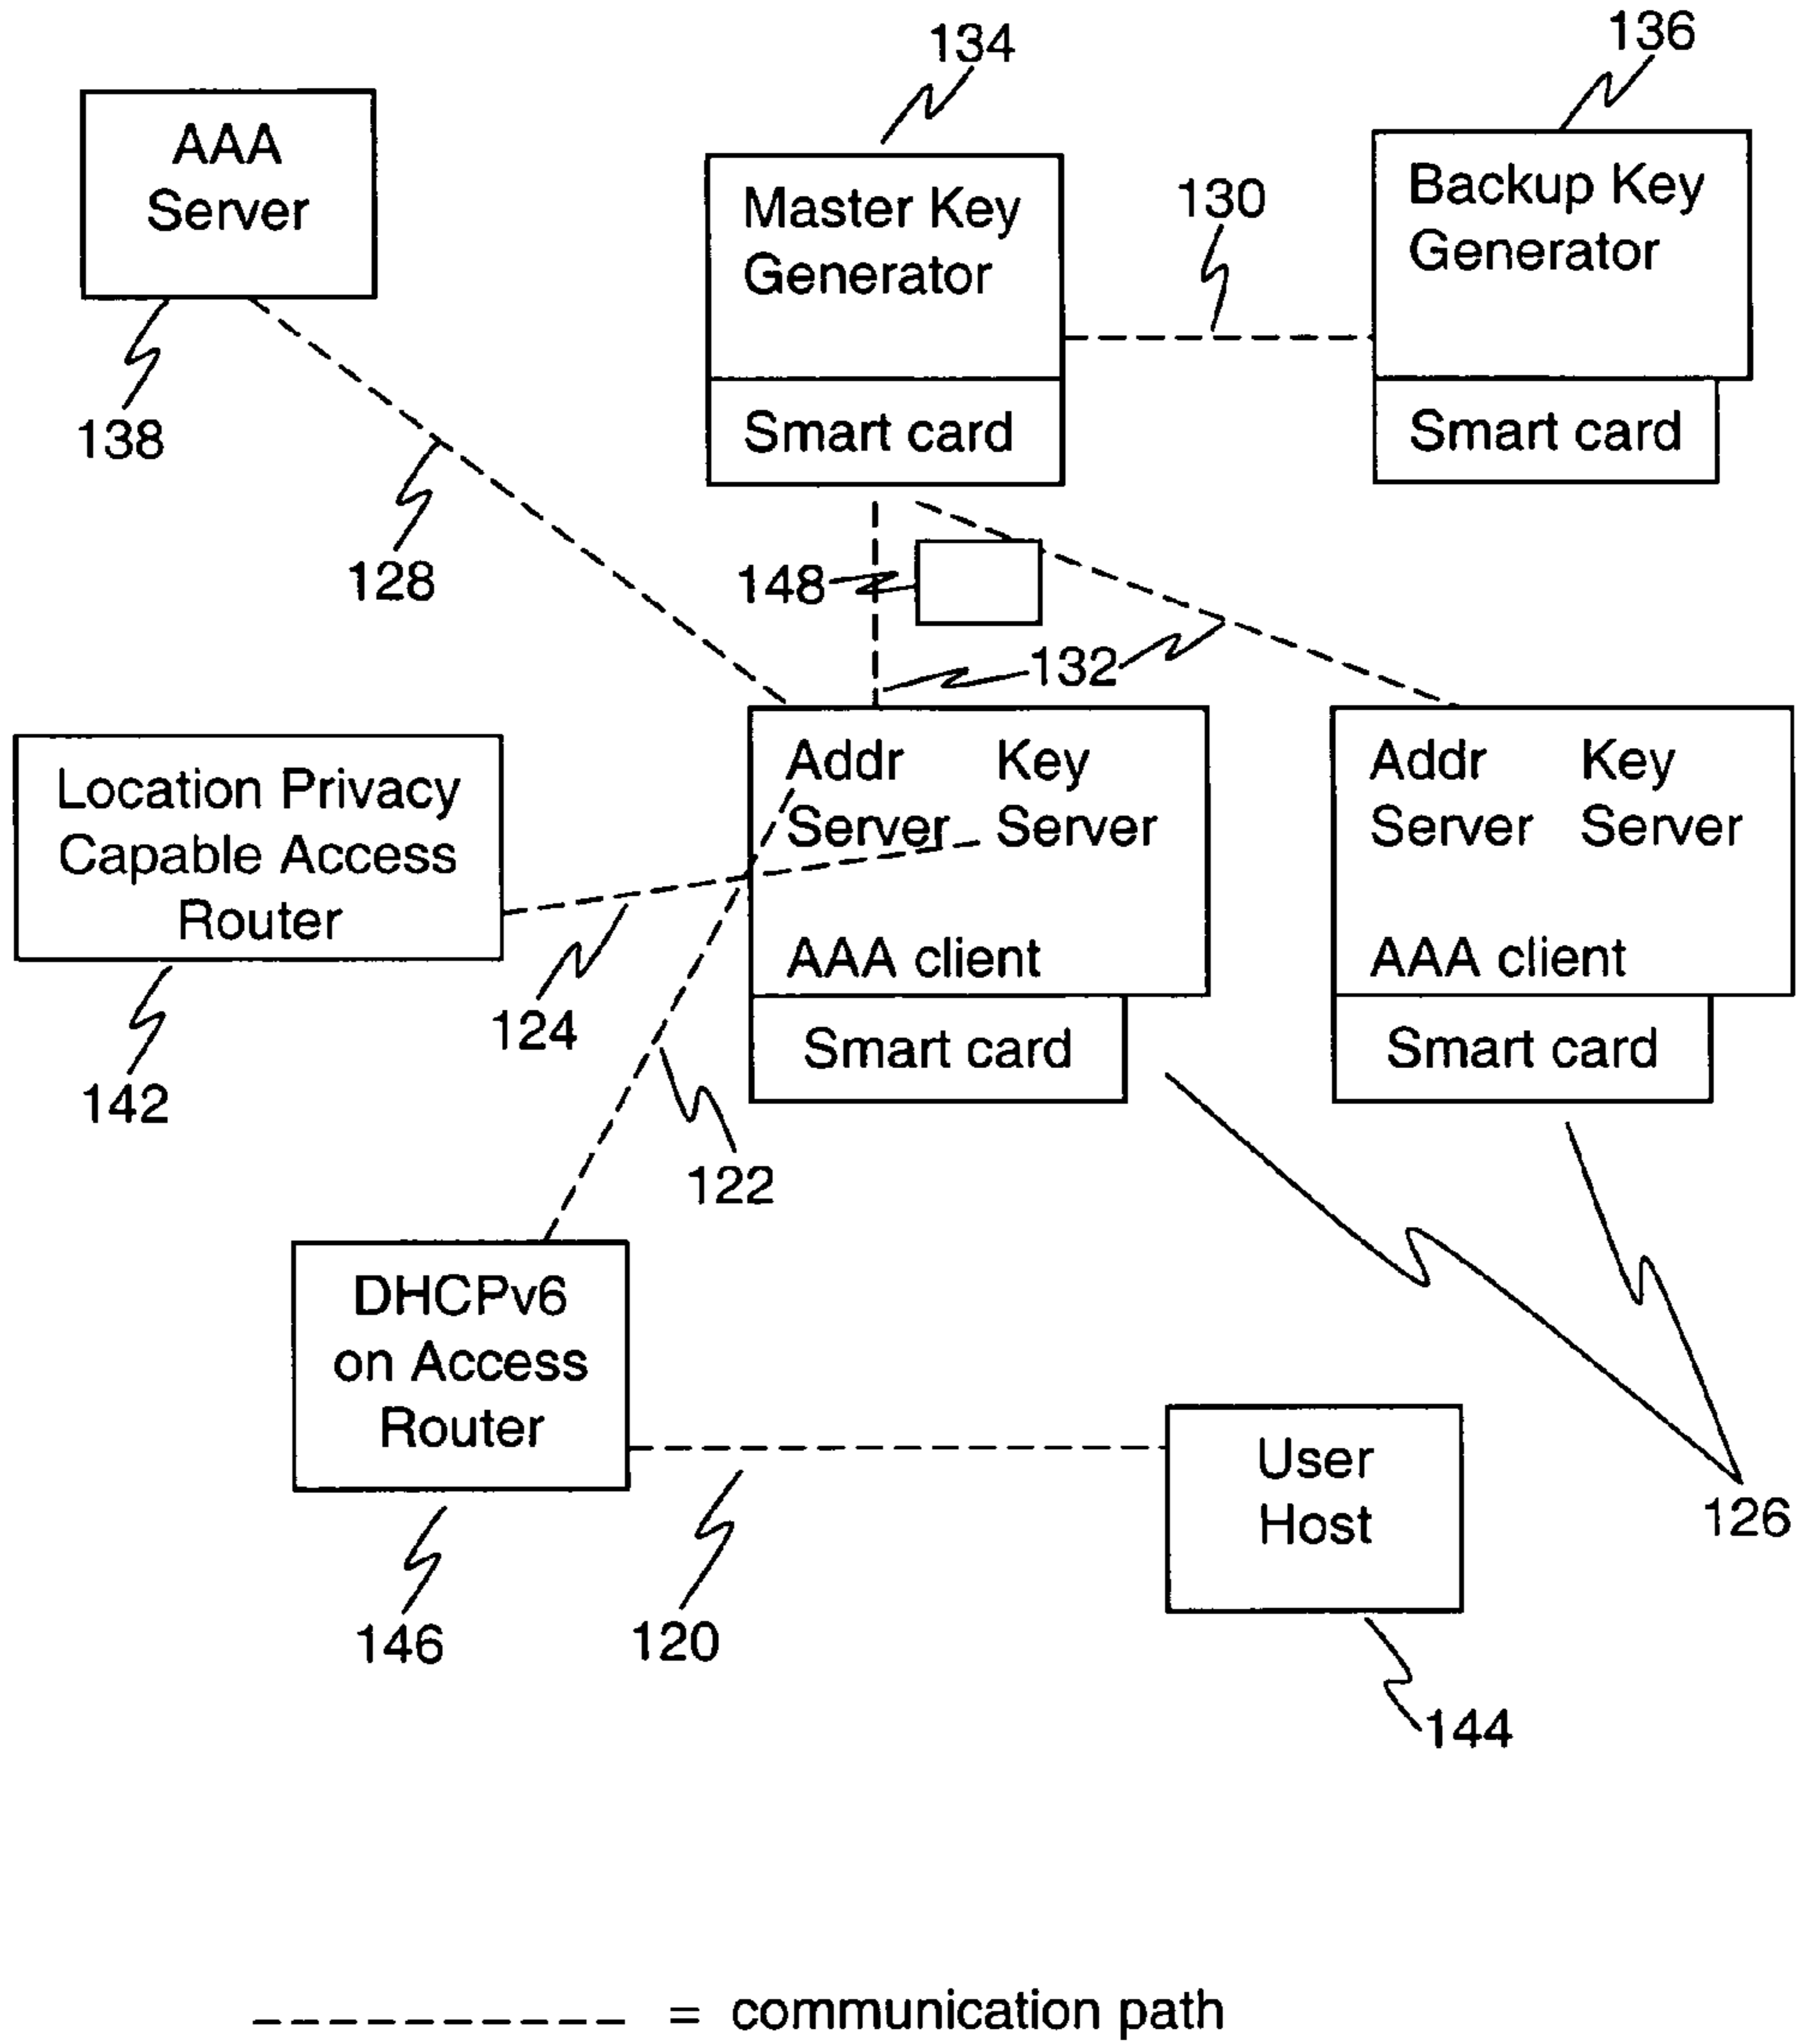 134
136
AAA
Server
Master Key
Generator
130
Backup Key
Generator
138
Smart card
Smart card
128
148
132
Location Privacy
Capable Access
Router
Addr Key
Server Server
AAA client
Smart card
Addr Key
Server Server
AAA client
Smart card
124
142
122
DHCPv6
on Access
Router
User
Host
126
146
120
144
= communication path